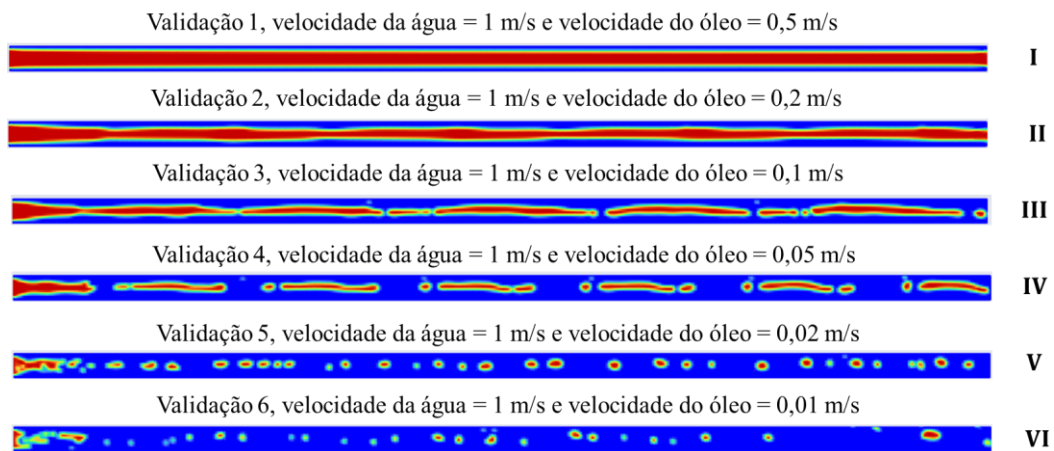 Validação 1, velocidade da água = 1 m/s e velocidade do óleo = 0,5 m/s
I
Validação 2, velocidade da água = 1 m/s e velocidade do óleo = 0,2 m/s
II
Validação 3, velocidade da água = 1 m/s e velocidade do óleo = 0,1 m/s
III
Validação 4, velocidade da água = 1 m/s e velocidade do óleo = 0,05 m/s
IV
Validação 5, velocidade da água = 1 m/s e velocidade do óleo = 0,02 m/s
V
Validação 6, velocidade da água = 1 m/s e velocidade do óleo = 0,01 m/s
VI